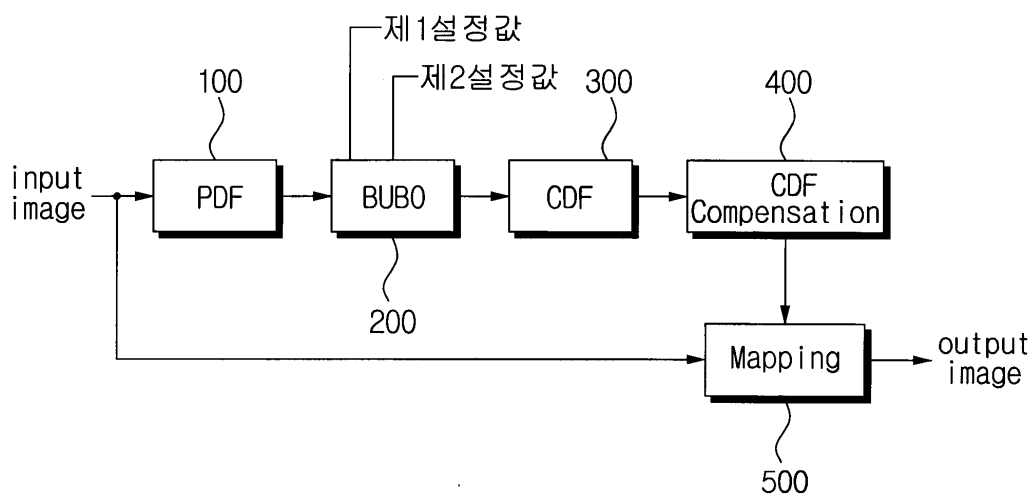 제1설정값
제2설정값
100
300
400
input
image
PDF
BUBO
CDF
CDF
Compensation
200
Mapping
output
image
500